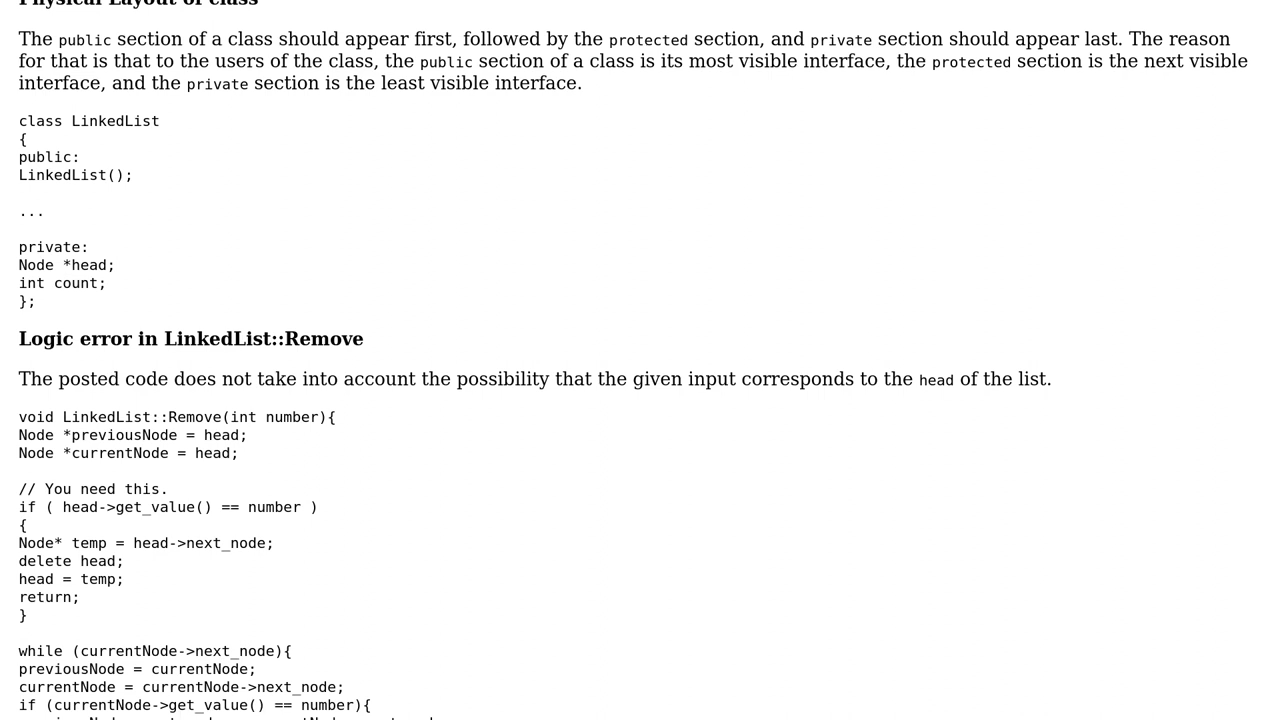 Physical Layout of class
The public section of a class should appear first, followed by the protected section, and private section should appear last. The reason
for that is that to the users of the class, the public section of a class is its most visible interface, the protected section is the next visible
interface, and the private section is the least visible interface.
class LinkedList
{
public:
LinkedList();
...
private:
Node *head;
int count;
};
Logic error in LinkedList::Remove
The posted code does not take into account the possibility that the given input corresponds to the head of the list.
void LinkedList::Remove(int number){
Node *previousNode = head;
Node *currentNode = head;
// You need this.
if ( head->get_value() == number )
{
Node* temp = head->next_node;
delete head;
head = temp;
return;
}
while (currentNode->next_node){
previousNode = currentNode;
currentNode = currentNode->next_node;
if (currentNode->get_value() == number){